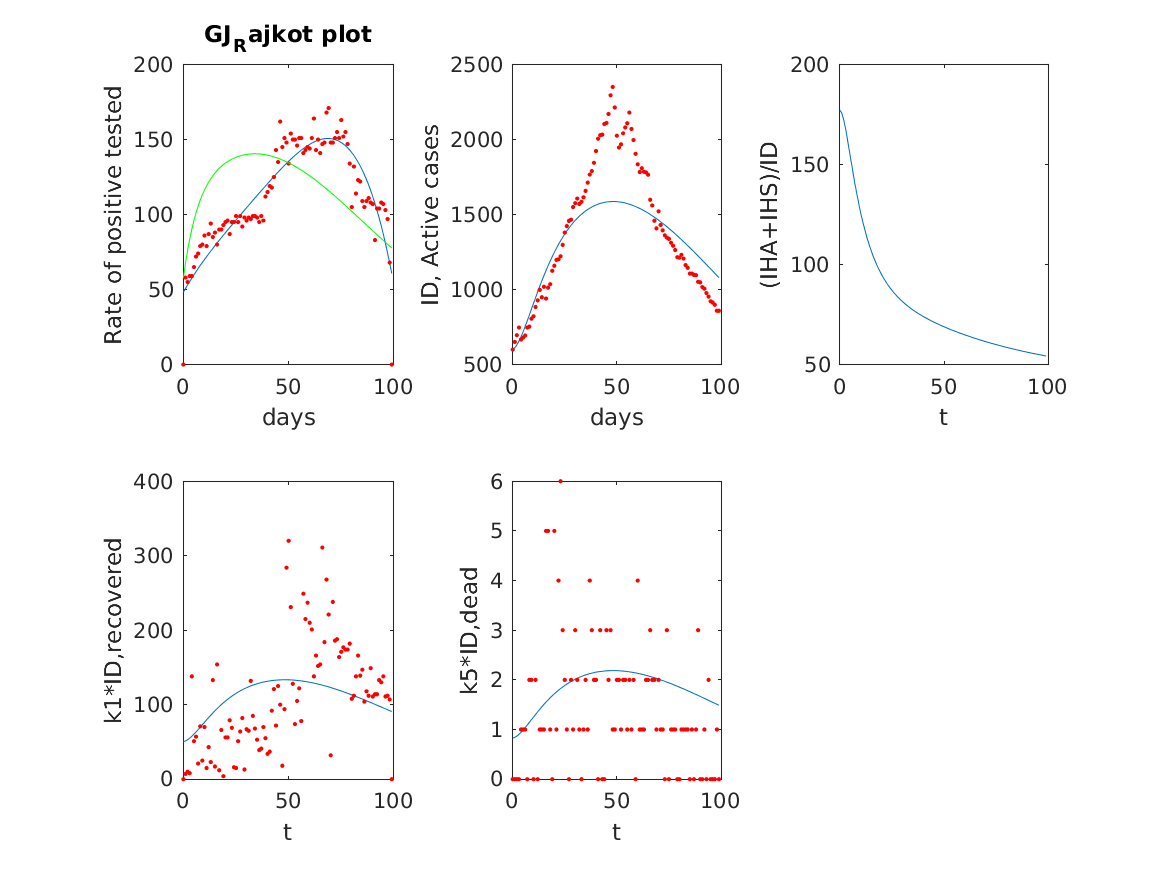 GJRajkot plot
200
150
100
50
0
Rate of positive tested
0 50 100
days
2500
2000
1500
1000
500
ID, Active cases
0 50 100
days
200
150
100
50
(IHA+IHS)/ID
0 50 100
t
400
300
200
100
0
k1*ID,recovered
0 50 100
t
6
5
4
3
2
1
0
k5*ID,dead
0 50 100
t